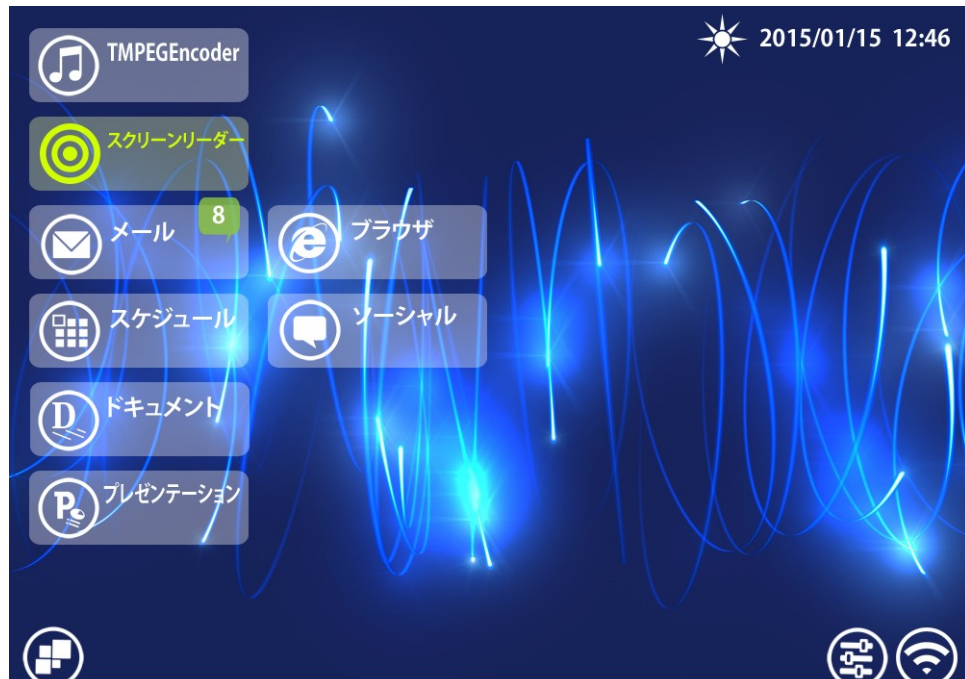 TMPEGEncoder
2015/01/15 12:46
スクリーンリーダー
8
メール
ブラウザ
スケジュール
ソーシャル
ドキュメント
プレゼンテーション